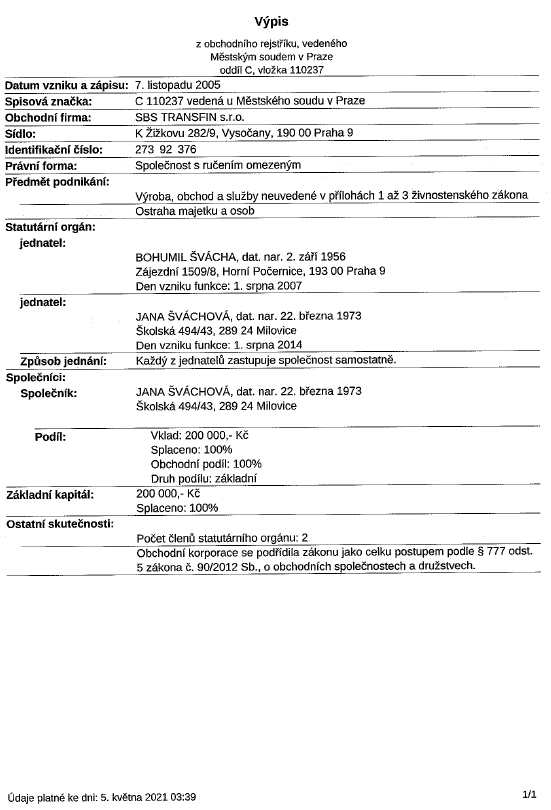 Výpis
z obchodního rejstříku, vedeného
Městským soudem v Praze
oddíl C, vložka 110237
Datum vzniku a zápisu: 7. listopadu 2005
Spisová značka: C 110237 vedená u Městského soudu v Praze
Obchodní firma: SBS TRANSFIN s.r.o.
Sídlo: K Žižkovu 282/9, Vysočany, 190 00 Praha 9
Identifikační číslo: 273 92 376
Právní forma: Společnost s ručením omezeným
Předmět podnikání:
Výroba, obchod a služby neuvedené v přílohách 1 až 3 živnostenského zákona
Ostraha majetku a osob
Statutární orgán:
jednatel:
BOHUMIL ŠVÁCHA, dat. nar. 2. září 1956
Zájezdní 1509/8, Horní Počernice, 193 00 Praha 9
Den vzniku funkce: 1. srpna 2007
jednatel:
JANA ŠVÁCHOVÁ, dat. nar. 22. března 1973
Školská 494/43, 289 24 Milovice
Den vzniku funkce: 1. srpna 2014
Způsob jednání: Každý z jednatelů zastupuje společnost samostatně.
Společníci:
Společník: JANA ŠVÁCHOVÁ, dat. nar. 22. března 1973
Školská 494/43, 289 24 Milovice
Podíl: Vklad: 200 000,- Kč
Splaceno: 100%
Obchodní podíl: 100%
Druh podílu: základní
Základní kapitál: 200 000,- Kč
Splaceno: 100%
Ostatní skutečnosti:
Počet členů statutárního orgánu: 2
Obchodní korporace se podřídila zákonu jako celku postupem podle § 777 odst.
5 zákona č. 90/2012 Sb., o obchodních společnostech a družstvech.
Údaje platné ke dni: 5. května 2021 03:39
1/1